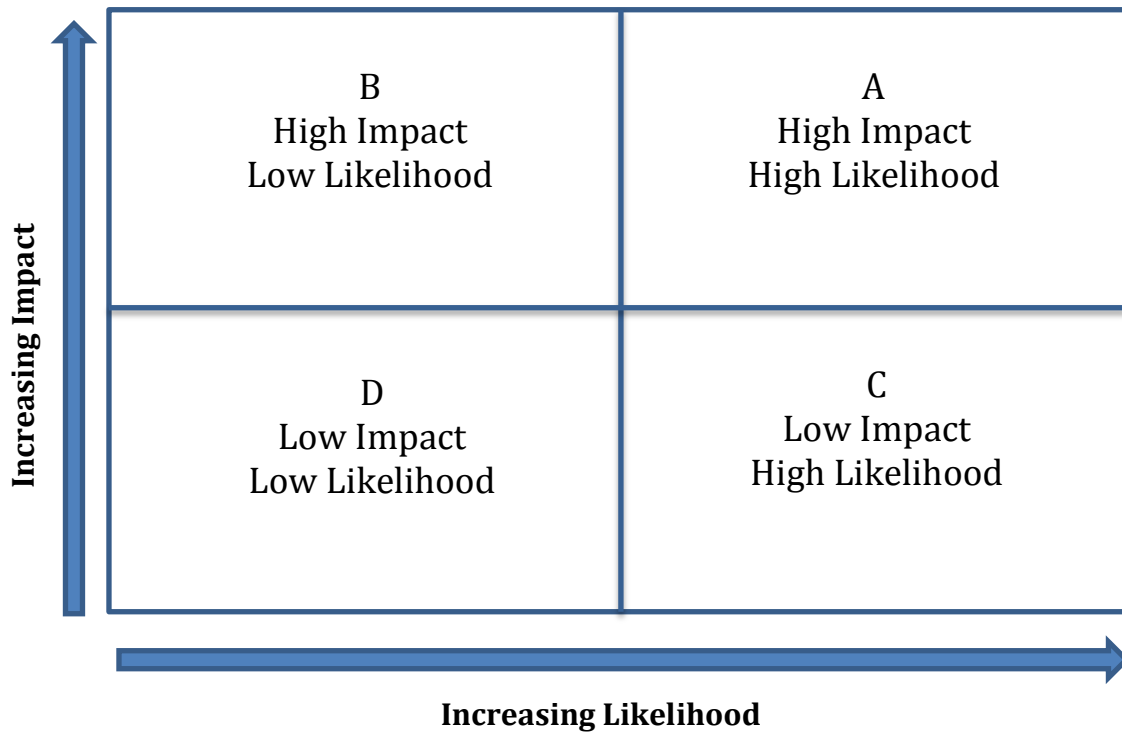 B
High Impact
Low Likelihood
A
High Impact
High Likelihood
Increasing Impact
D
Low Impact
Low Likelihood
C
Low Impact
High Likelihood
Increasing Likelihood